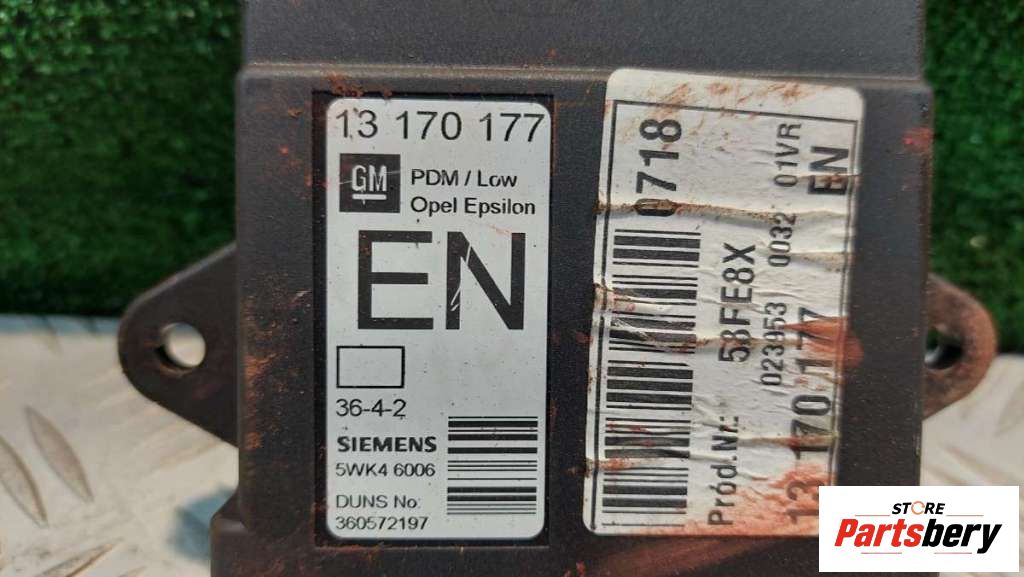 13 170 177
GM
PDM / Low
Opel Epsilon
EN
36-4-2
SIEMENS
5WK4 6006
DUNS No:
360572197
0718
Prod.Nr.: 58FE8X
023953 0032 01VR
13 170 177 EN
STORE
Partsbery